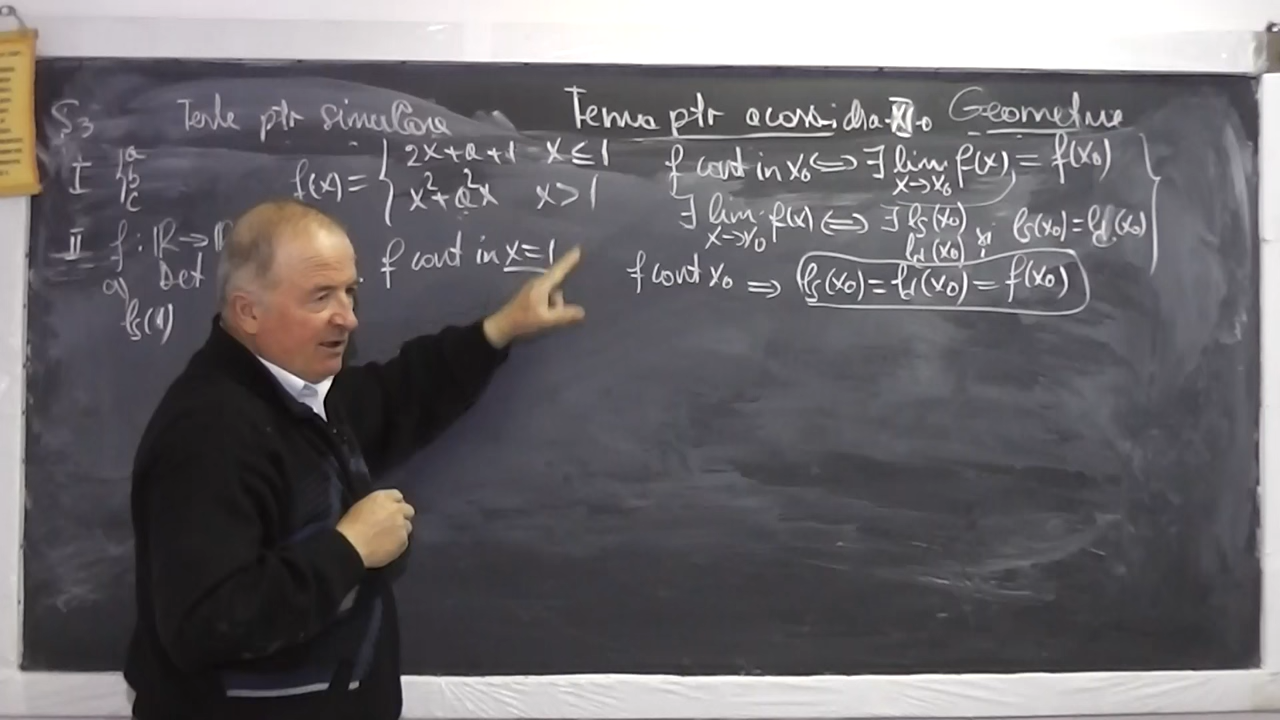 S3 Teste ptr simulare
Tema ptr acasă Geometrie
I a
b
c
f(x) = { 2x+a+1 x ≤ 1
x²+a²x x > 1
II f: ℝ → ℝ
a) Det f cont in x=1
ls(1)
f cont in x₀ ⇔ ∃ lim f(x) = f(x₀)
x→x₀
∃ lim f(x) ⇔ ∃ ls(x₀) și ls(x₀) = ld(x₀)
x→x₀ ld(x₀)
f cont x₀ ⇒ ls(x₀) = ld(x₀) = f(x₀)